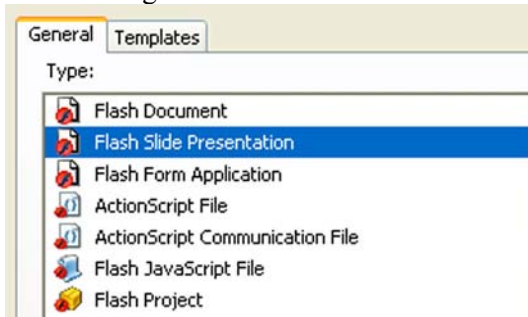 General Templates
Type:
Flash Document
Flash Slide Presentation
Flash Form Application
ActionScript File
ActionScript Communication File
Flash JavaScript File
Flash Project